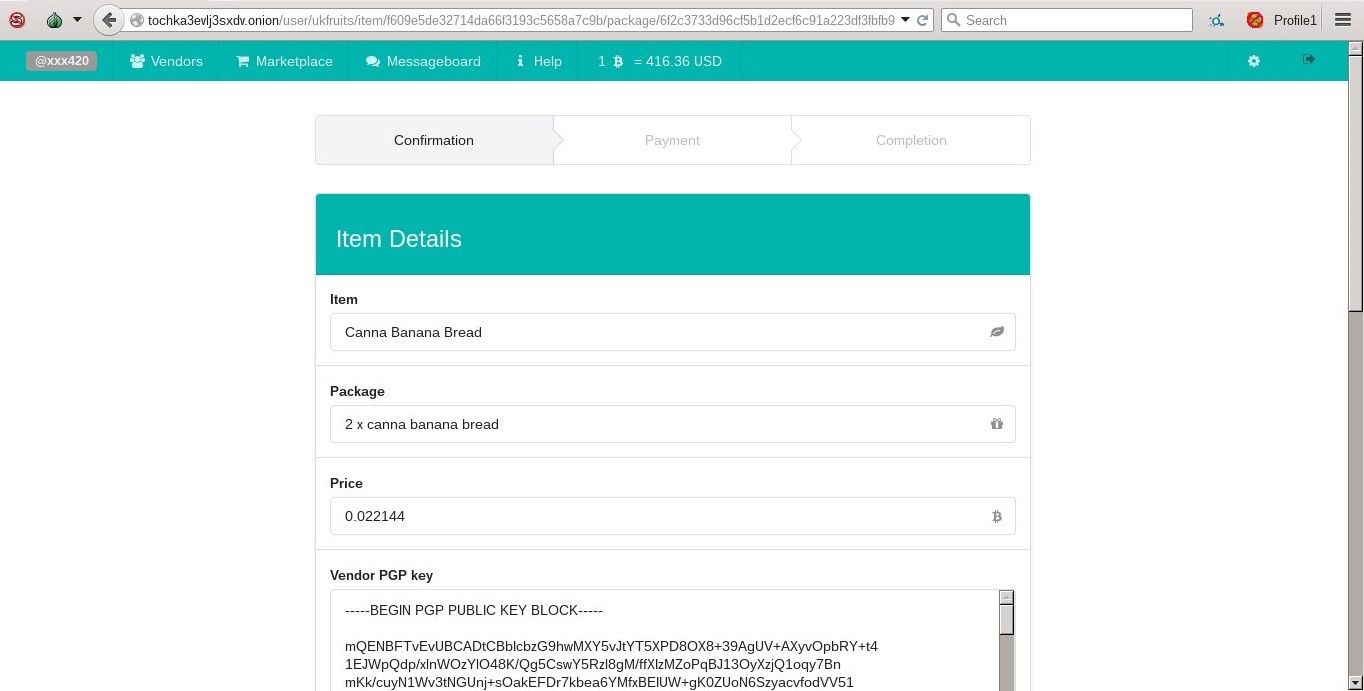 tochka3evlj3sxdv.onion/user/ukfruits/item/f609e5de32714da66f3193c5658a7c9b/package/6f2c3733d96cf5b1d2ecf6c91a223df3fbfb9
Search
Profile1
@xxx420
Vendors
Marketplace
Messageboard
Help
1 ₿ = 416.36 USD
Confirmation
Payment
Completion
Item Details
Item
Canna Banana Bread
Package
2 x canna banana bread
Price
0.022144
Vendor PGP key
-----BEGIN PGP PUBLIC KEY BLOCK-----
mQENBFTvEvUBCADtCBblcbzG9hwMXY5vJtYT5XPD8OX8+39AgUV+AXyvOpbRY+t4
1EJWpQdp/xlnWOzYlO48K/Qg5CswY5Rzl8gM/ffXlzMZoPqBJ13OyXzjQ1oqy7Bn
mKk/cuyN1Wv3tNGUnj+sOakEFDr7kbea6YMfxBElUW+gK0ZUoN6SzyacvfodVV51